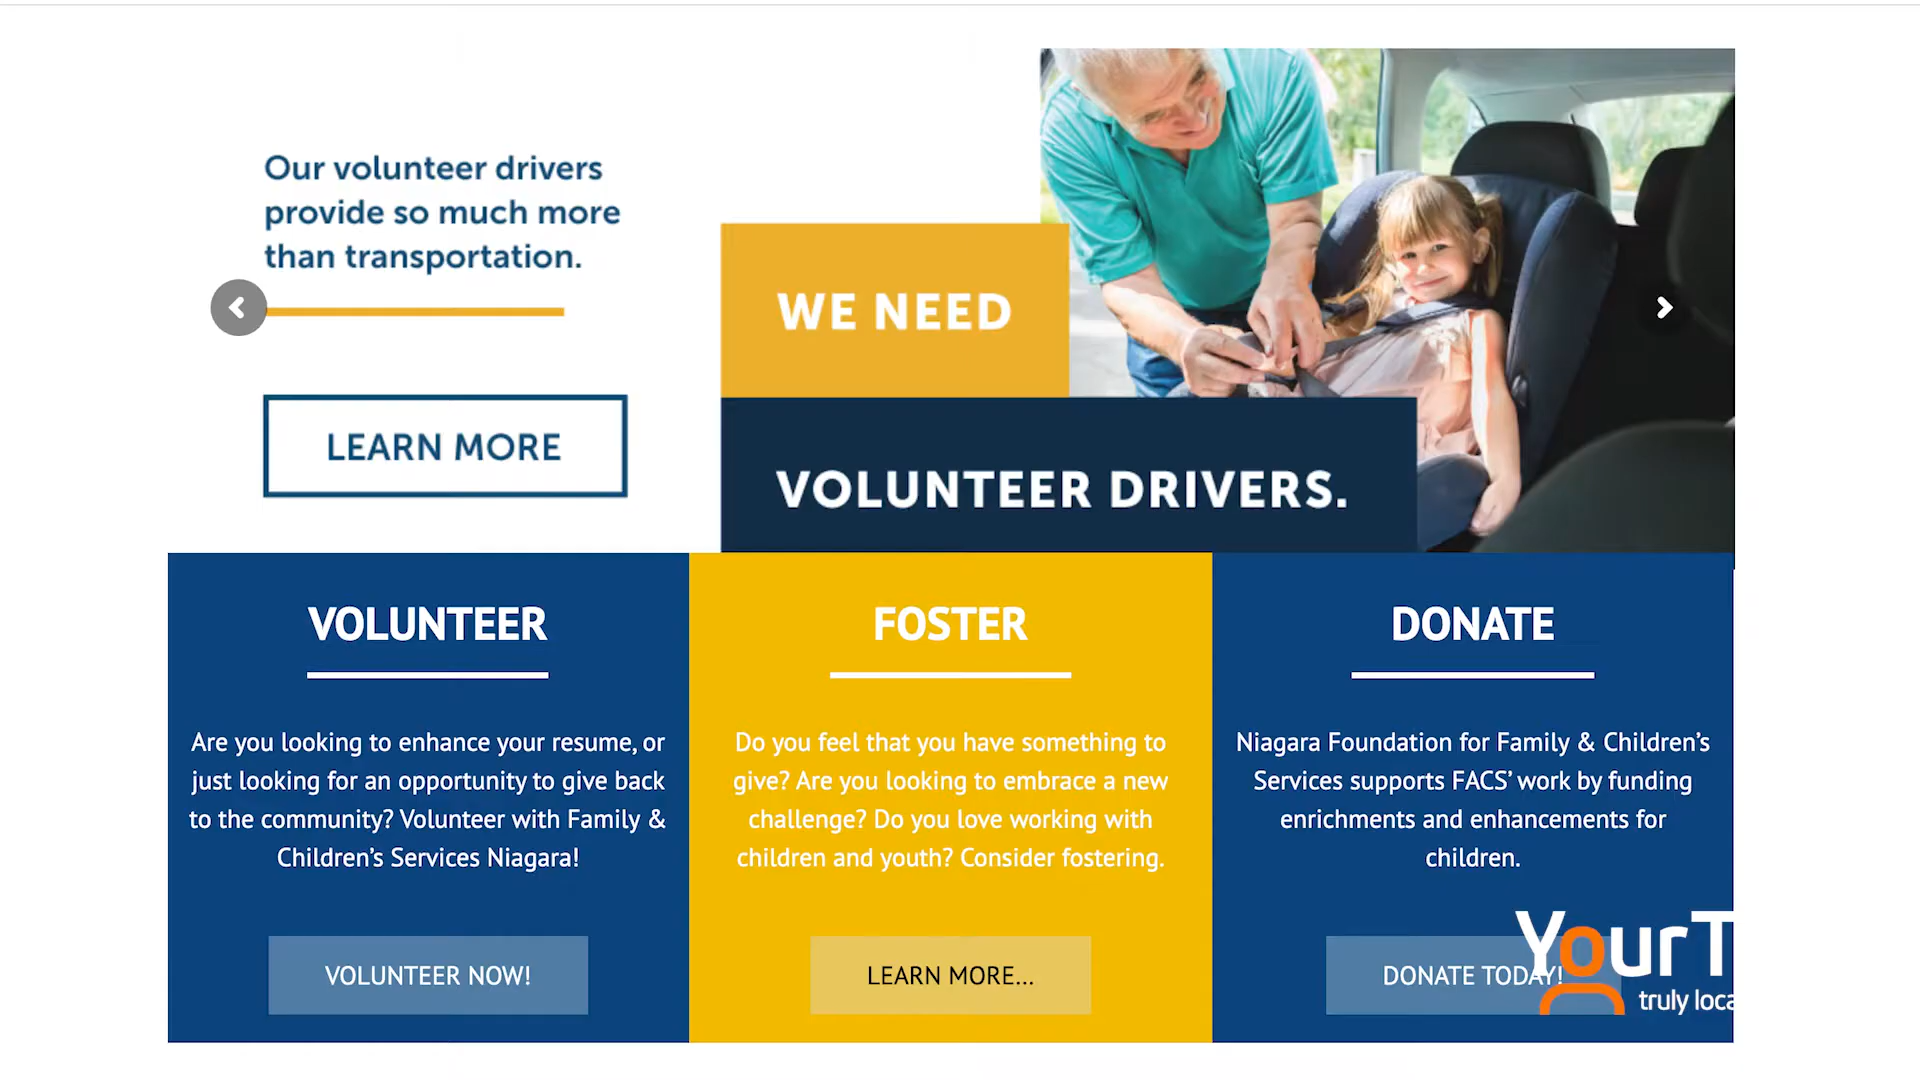 Our volunteer drivers
provide so much more
than transportation.
LEARN MORE
WE NEED
VOLUNTEER DRIVERS.
VOLUNTEER
Are you looking to enhance your resume, or
just looking for an opportunity to give back
to the community? Volunteer with Family &
Children's Services Niagara!
VOLUNTEER NOW!
FOSTER
Do you feel that you have something to
give? Are you looking to embrace a new
challenge? Do you love working with
children and youth? Consider fostering.
LEARN MORE...
DONATE
Niagara Foundation for Family & Children's
Services supports FACS' work by funding
enrichments and enhancements for
children.
DONATE TODAY!
YourT
truly loca